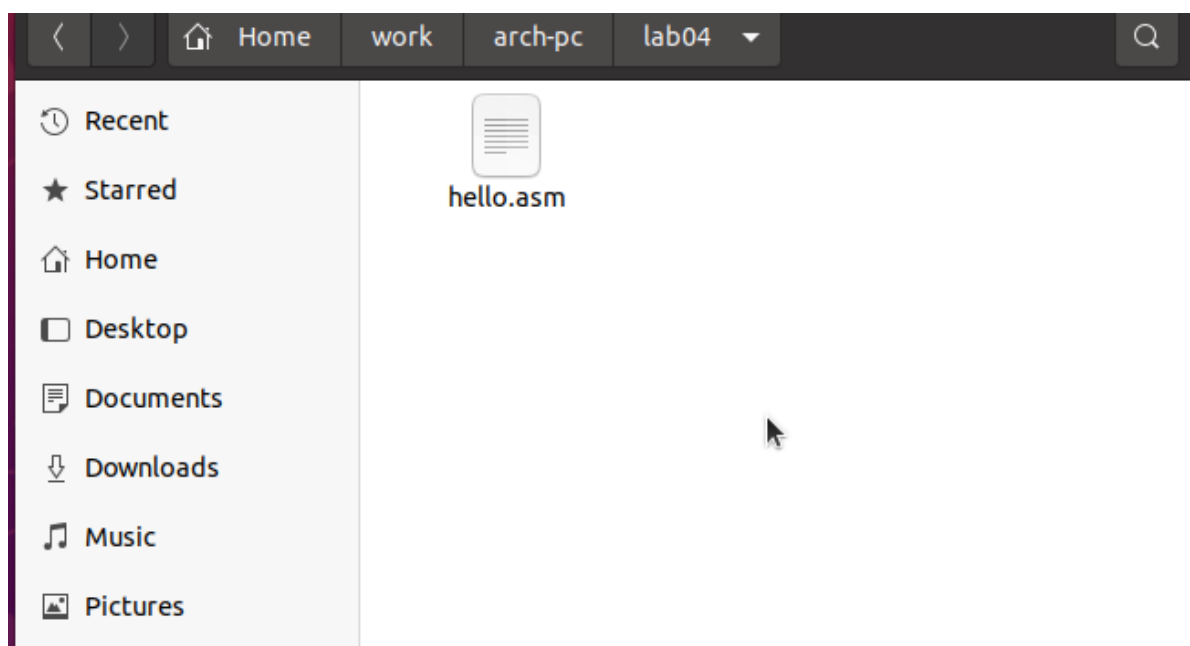 Home work arch-pc lab04
Recent
Starred
Home
Desktop
Documents
Downloads
Music
Pictures
hello.asm